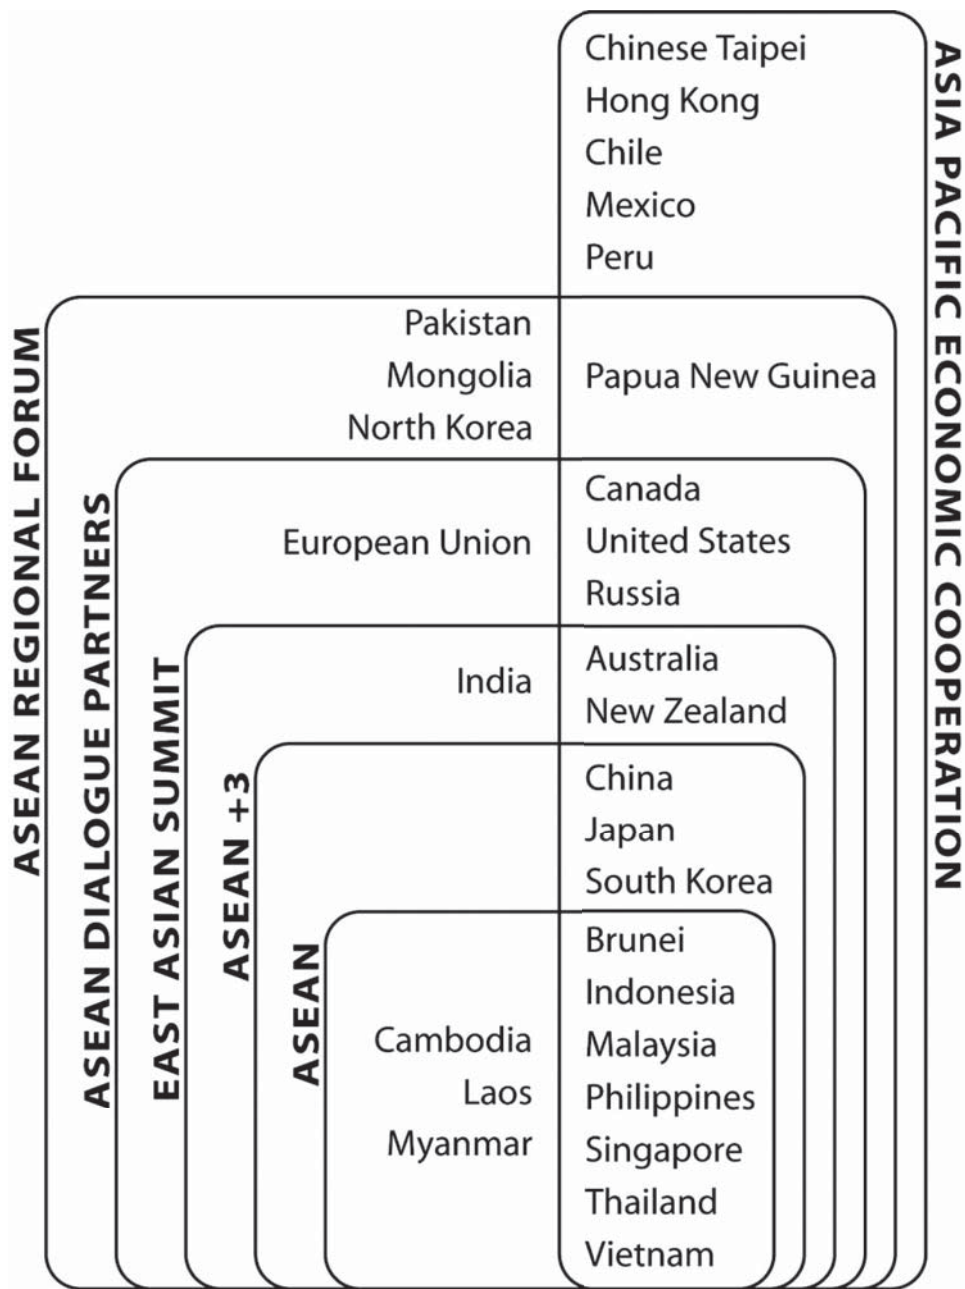 Chinese Taipei
Hong Kong
Chile
Mexico
Peru
ASIA PACIFIC ECONOMIC COOPERATION
ASEAN REGIONAL FORUM
Pakistan
Mongolia
North Korea
Papua New Guinea
ASEAN DIALOGUE PARTNERS
European Union
Canada
United States
Russia
EAST ASIAN SUMMIT
India
Australia
New Zealand
ASEAN +3
China
Japan
South Korea
ASEAN
Cambodia
Laos
Myanmar
Brunei
Indonesia
Malaysia
Philippines
Singapore
Thailand
Vietnam